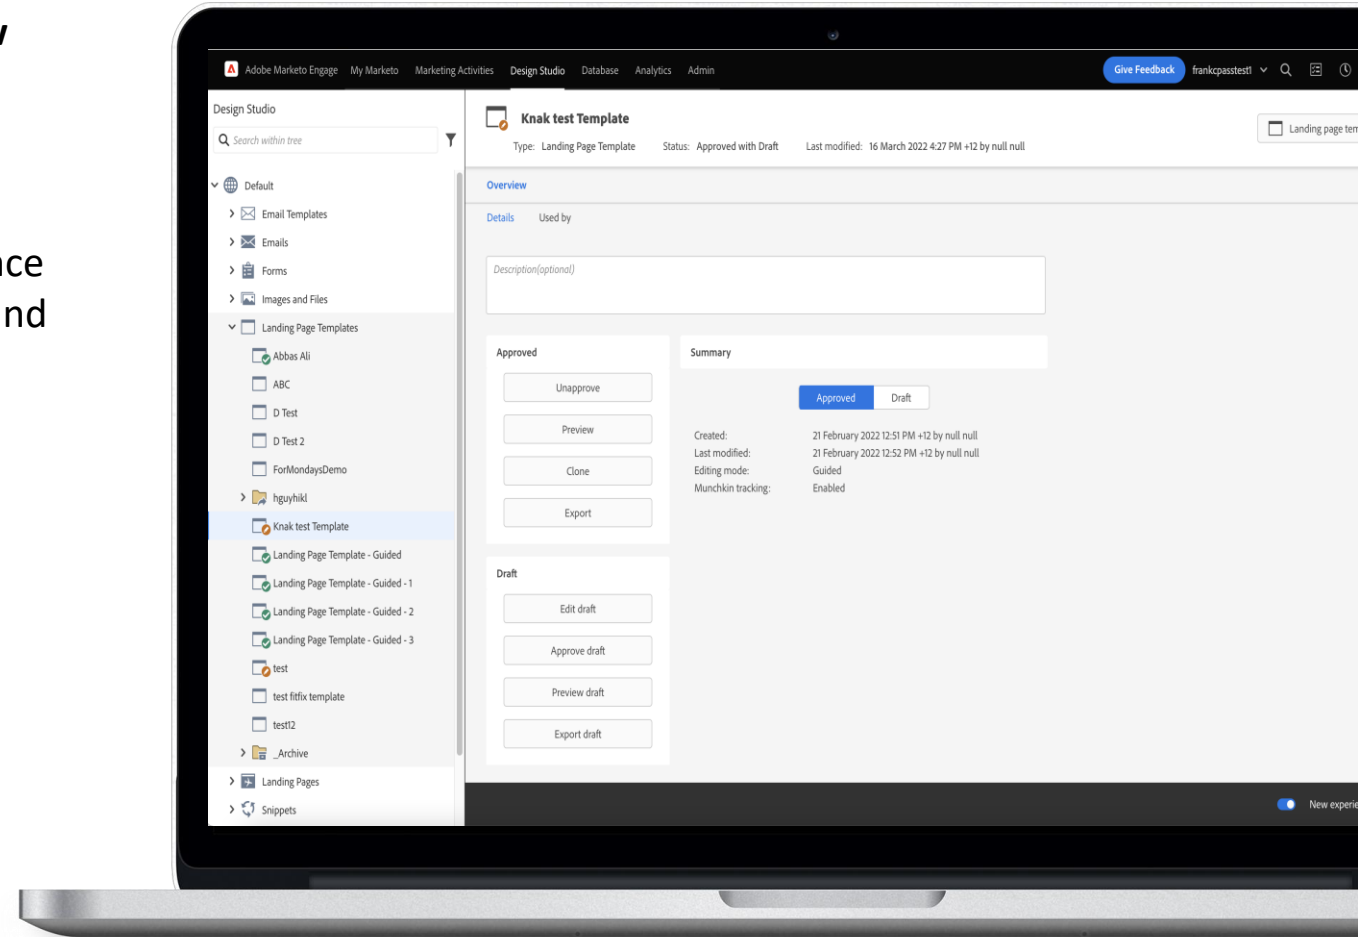 Adobe Marketo Engage My Marketo Marketing Activities Design Studio Database Analytics Admin Give Feedback frankcpasstest1
Design Studio
Search within tree
Default
Email Templates
Emails
Forms
Images and Files
Landing Page Templates
Abbas Ali
ABC
D Test
D Test 2
ForMondaysDemo
hguyhikl
Knak test Template
Landing Page Template - Guided
Landing Page Template - Guided - 1
Landing Page Template - Guided - 2
Landing Page Template - Guided - 3
test
test fitfix template
test12
_Archive
Landing Pages
Snippets
Knak test Template
Type: Landing Page Template Status: Approved with Draft Last modified: 16 March 2022 4:27 PM +12 by null null
Landing page tem
Overview
Details Used by
Description(optional)
Approved
Unapprove
Preview
Clone
Export
Draft
Edit draft
Approve draft
Preview draft
Export draft
Summary
Approved Draft
Created: 21 February 2022 12:51 PM +12 by null null
Last modified: 21 February 2022 12:52 PM +12 by null null
Editing mode: Guided
Munchkin tracking: Enabled
New experie
nd